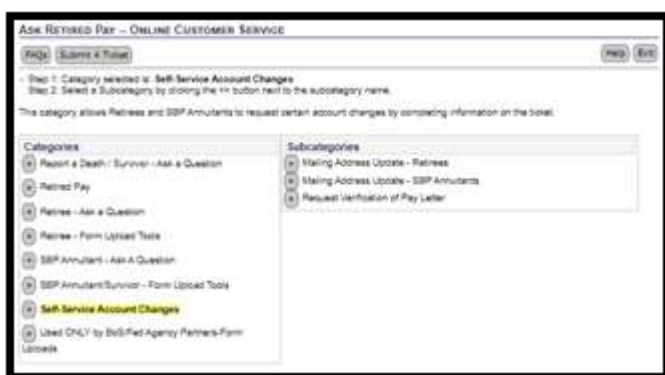 ASK RETIRED PAY – ONLINE CUSTOMER SERVICE
FAQs Submit A Ticket Help Exit
Step 1: Category selected is: Self-Service Account Changes
Step 2: Select a Subcategory by clicking the >> button next to the subcategory name.
This category allows Retirees and SBP Annuitants to request certain account changes by completing information on the ticket.
Categories
Report a Death / Survivor - Ask a Question
Retired Pay
Retiree - Ask a Question
Retiree - Form Upload Tools
SBP Annuitant - Ask A Question
SBP Annuitant/Survivor - Form Upload Tools
Self-Service Account Changes
Used ONLY by BoS/Fed Agency Partners-Form
Uploads
Subcategories
Mailing Address Update - Retirees
Mailing Address Update - SBP Annuitants
Request Verification of Pay Letter